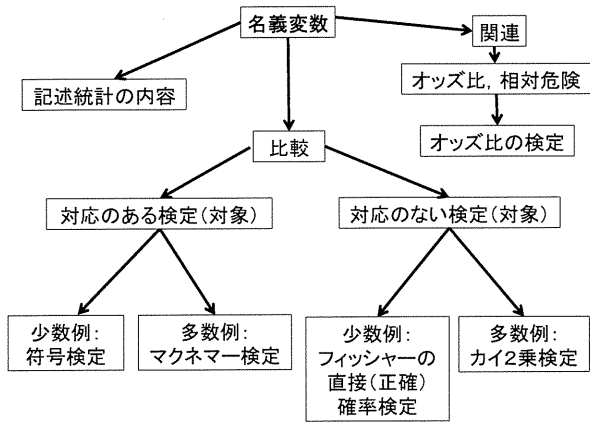 名義変数
関連
記述統計の内容
オッズ比，相対危険
オッズ比の検定
比較
対応のある検定（対象）
対応のない検定（対象）
少数例：
符号検定
多数例：
マクネマー検定
少数例：
フィッシャーの
直接（正確）
確率検定
多数例：
カイ2乗検定